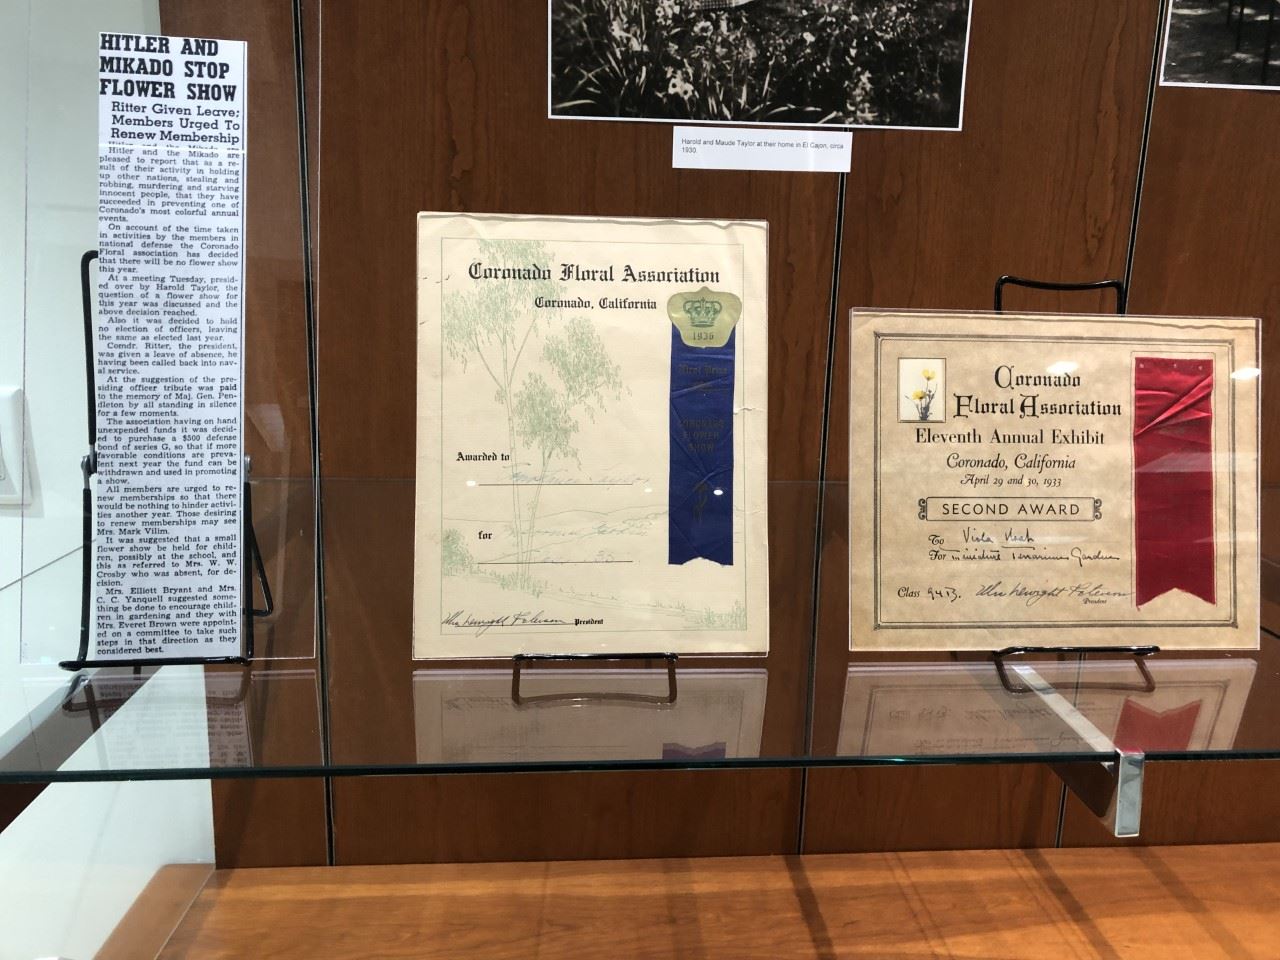 HITLER AND
MIKADO STOP
FLOWER SHOW
Ritter Given Leave;
Members Urged To
Renew Membership
Hitler and the Mikado are
pleased to report that as a re-
sult of their activity in holding
up other nations, stealing and
robbing, murdering and starving
innocent people, that they have
succeeded in preventing one of
Coronado's most colorful annual
events.
On account of the time taken
in activities by the members in
national defense the Coronado
Floral association has decided
that there will be no flower show
this year.
At a meeting Tuesday, presid-
ed over by Harold Taylor, the
question of a flower show for
this year was discussed and the
above decision reached.
Also it was decided to hold
no election of officers, leaving
the same as elected last year.
Comdr. Ritter, the president,
was given a leave of absence, he
having been called back into nav-
al service.
At the suggestion of the pre-
siding officer tribute was paid
to the memory of Maj. Gen. Pen-
dleton by all standing in silence
for a few moments.
The association having on hand
unexpended funds it was decid-
ed to purchase a $500 defense
bond of series G, so that if more
favorable conditions are preva-
lent next year the fund can be
withdrawn and used in promoting
a show.
All members are urged to re-
new memberships so that there
would be nothing to hinder activi-
ties another year. Those desiring
to renew memberships may see
Mrs. Mark Vilim.
It was suggested that a small
flower show be held for child-
ren, possibly at the school, and
this as referred to Mrs. W. W.
Crosby who was absent, for de-
cision.
Mrs. Elliott Bryant and Mrs.
C. C. Yanquell suggested some-
thing be done to encourage child-
ren in gardening and they with
Mrs. Everet Brown were appoint-
ed on a committee to take such
steps in that direction as they
considered best.
Harold and Maude Taylor at their home in El Cajon, circa
1930.
Coronado Floral Association
Coronado, California
1936
First Prize
CORONADO
FLOWER
SHOW
Awarded to
for
President
Coronado
Floral Association
Eleventh Annual Exhibit
Coronado, California
April 29 and 30, 1933
SECOND AWARD
To Viola
For miniature Terrarium Garden
Class 9413.
President